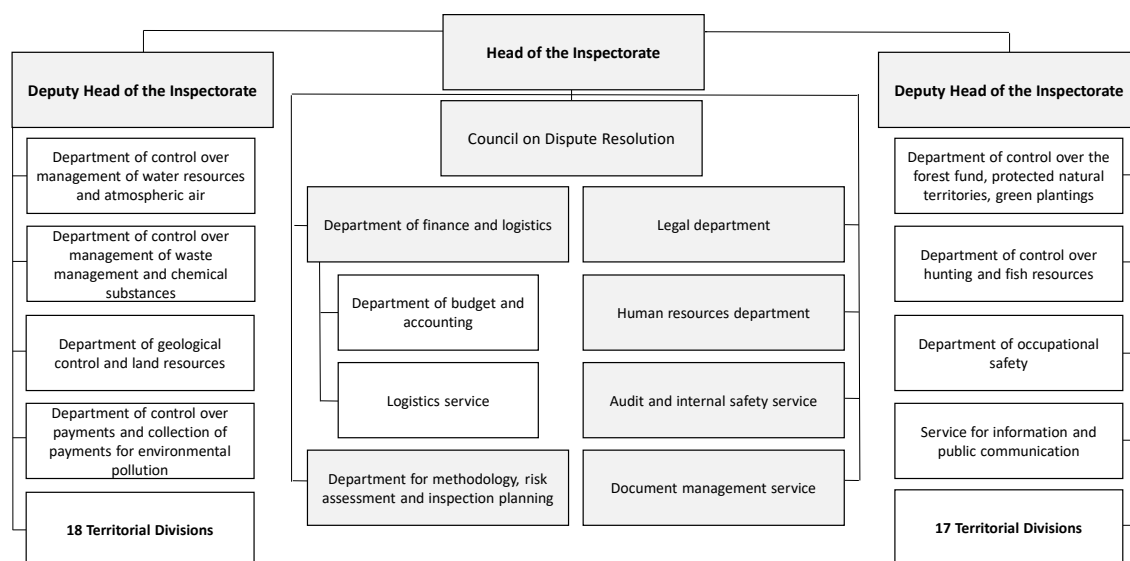 Head of the Inspectorate
Deputy Head of the Inspectorate
Department of control over
management of water resources
and atmospheric air
Department of control over
management of waste
management and chemical
substances
Department of geological
control and land resources
Department of control over
payments and collection of
payments for environmental
pollution
18 Territorial Divisions
Council on Dispute Resolution
Department of finance and logistics
Department of budget and
accounting
Logistics service
Department for methodology, risk
assessment and inspection planning
Legal department
Human resources department
Audit and internal safety service
Document management service
Deputy Head of the Inspectorate
Department of control over the
forest fund, protected natural
territories, green plantings
Department of control over
hunting and fish resources
Department of occupational
safety
Service for information and
public communication
17 Territorial Divisions